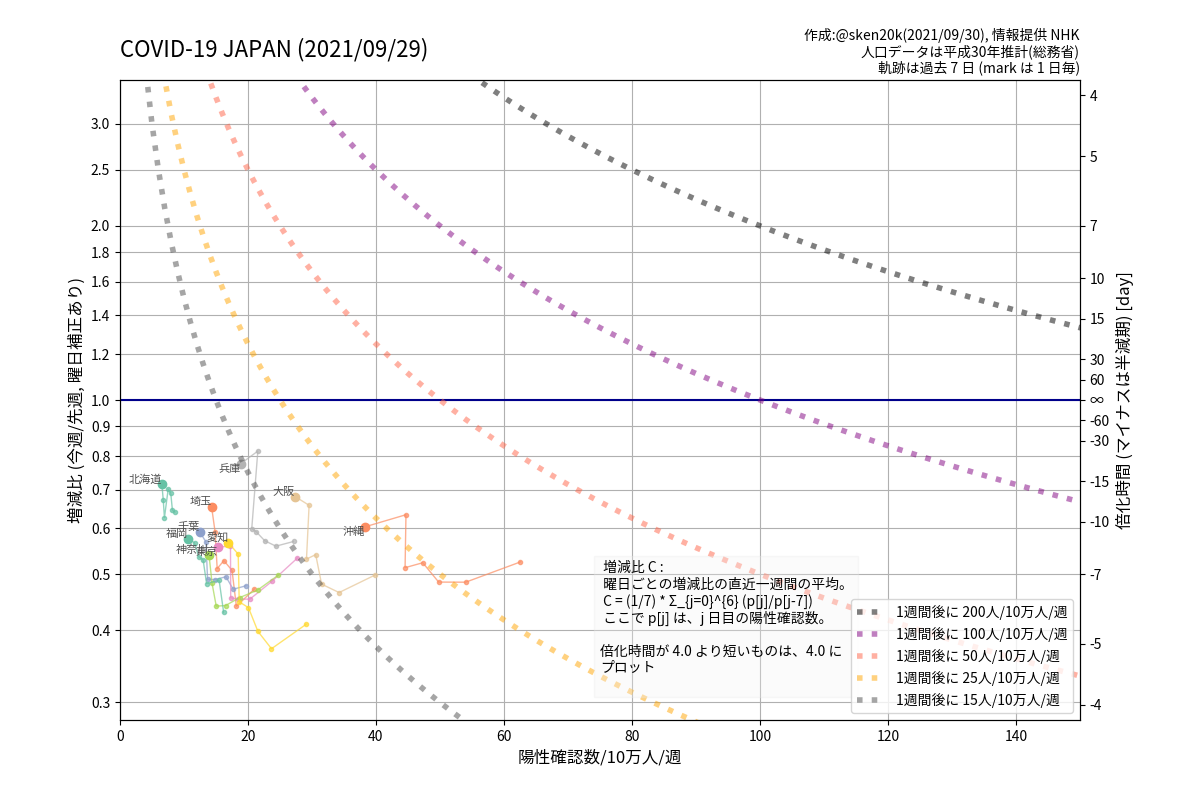 COVID-19 JAPAN (2021/09/29)
作成:@sken20k(2021/09/30), 情報提供 NHK
人口データは平成30年推計(総務省)
軌跡は過去 7 日 (mark は 1 日毎)
増減比 (今週/先週, 曜日補正あり)
3.0
2.5
2.0
1.8
1.6
1.4
1.2
1.0
0.9
0.8
0.7
0.6
0.5
0.4
0.3
北海道
兵庫
大阪
埼玉
沖縄
千葉
福岡
愛知
神奈川
東京
増減比 C :
曜日ごとの増減比の直近一週間の平均。
C = (1/7) * Σ_{j=0}^{6} (p[j]/p[j-7])
ここで p[j] は、j 日目の陽性確認数。
倍化時間が 4.0 より短いものは、4.0 に
プロット
1週間後に 200人/10万人/週
1週間後に 100人/10万人/週
1週間後に 50人/10万人/週
1週間後に 25人/10万人/週
1週間後に 15人/10万人/週
4
5
7
10
15
30
60
∞
-60
-30
-15
-10
-7
-5
-4
倍化時間 (マイナスは半減期) [day]
0 20 40 60 80 100 120 140
陽性確認数/10万人/週